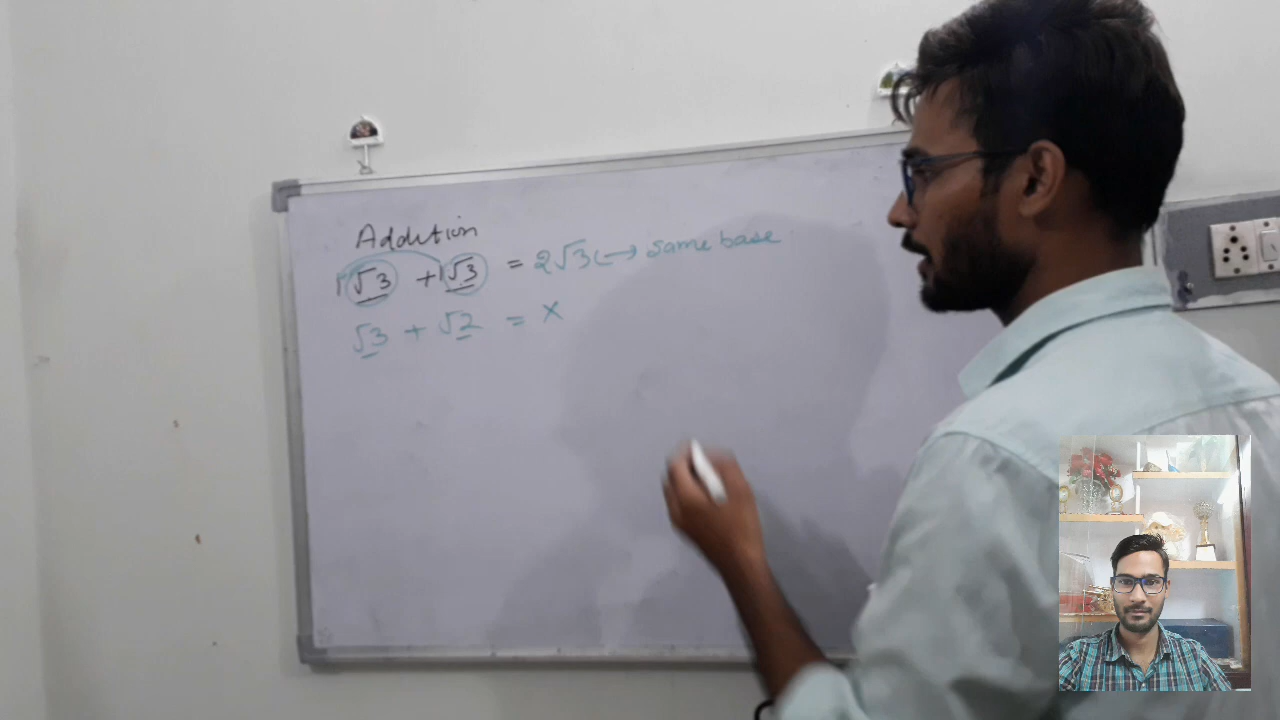 Addition
1√3 + 1√3 = 2√3 ↔ same base
√3 + √2 = ×